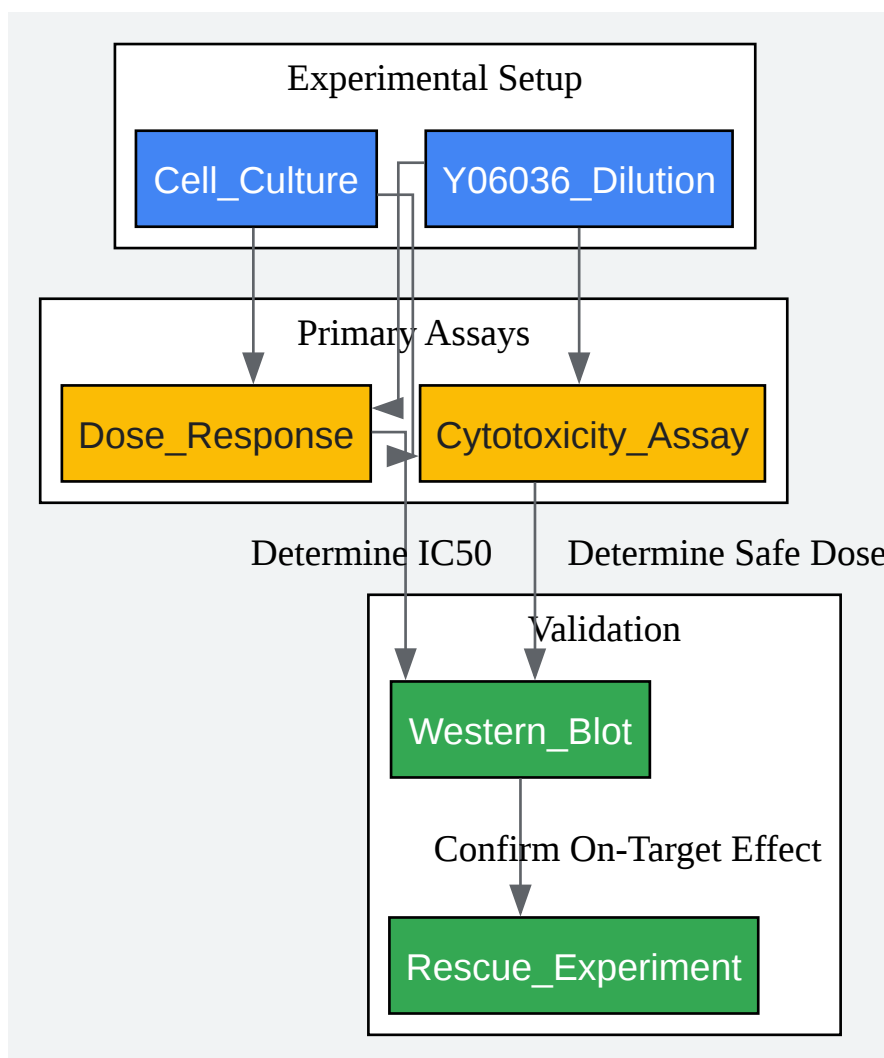 Experimental Setup
Cell_Culture
Y06036_Dilution
Primary Assays
Dose_Response
Cytotoxicity_Assay
Determine IC50
Determine Safe Dose
Validation
Western_Blot
Confirm On-Target Effect
Rescue_Experiment